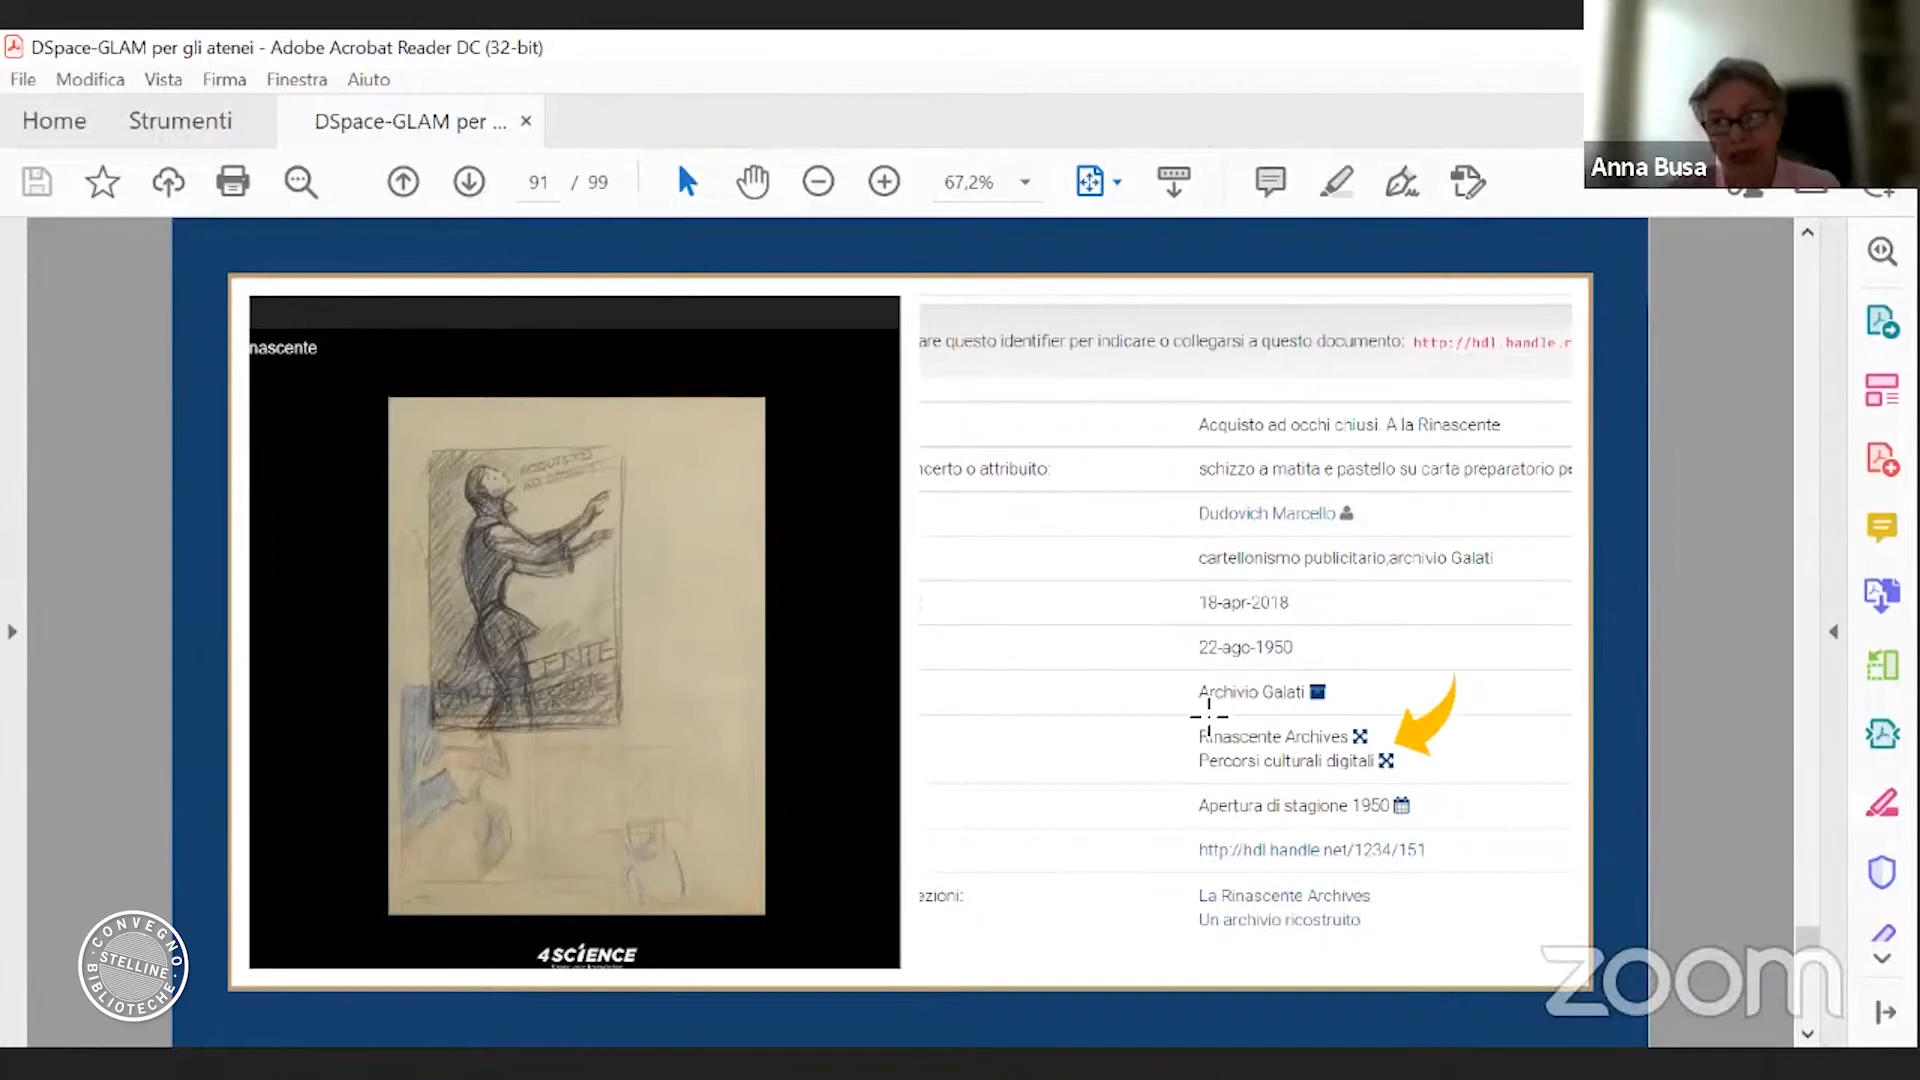 DSpace-GLAM per gli atenei - Adobe Acrobat Reader DC (32-bit)
File Modifica Vista Firma Finestra Aiuto
Home Strumenti DSpace-GLAM per ... ×
91 / 99 67,2%
Anna Busa
nascente
are questo identifier per indicare o collegarsi a questo documento: http://hdl.handle.r
Acquisto ad occhi chiusi. A la Rinascente
ncerto o attribuito: schizzo a matita e pastello su carta preparatorio pe
Dudovich Marcello
cartellonismo publicitario;archivio Galati
18-apr-2018
22-ago-1950
Archivio Galati
Rinascente Archives
Percorsi culturali digitali
Apertura di stagione 1950
http://hdl.handle.net/1234/151
ezioni: La Rinascente Archives
Un archivio ricostruito
ACQUISTO
CENTE
4SCIENCE
CONVEGNO
STELLINE
BIBLIOTECHE
zoom